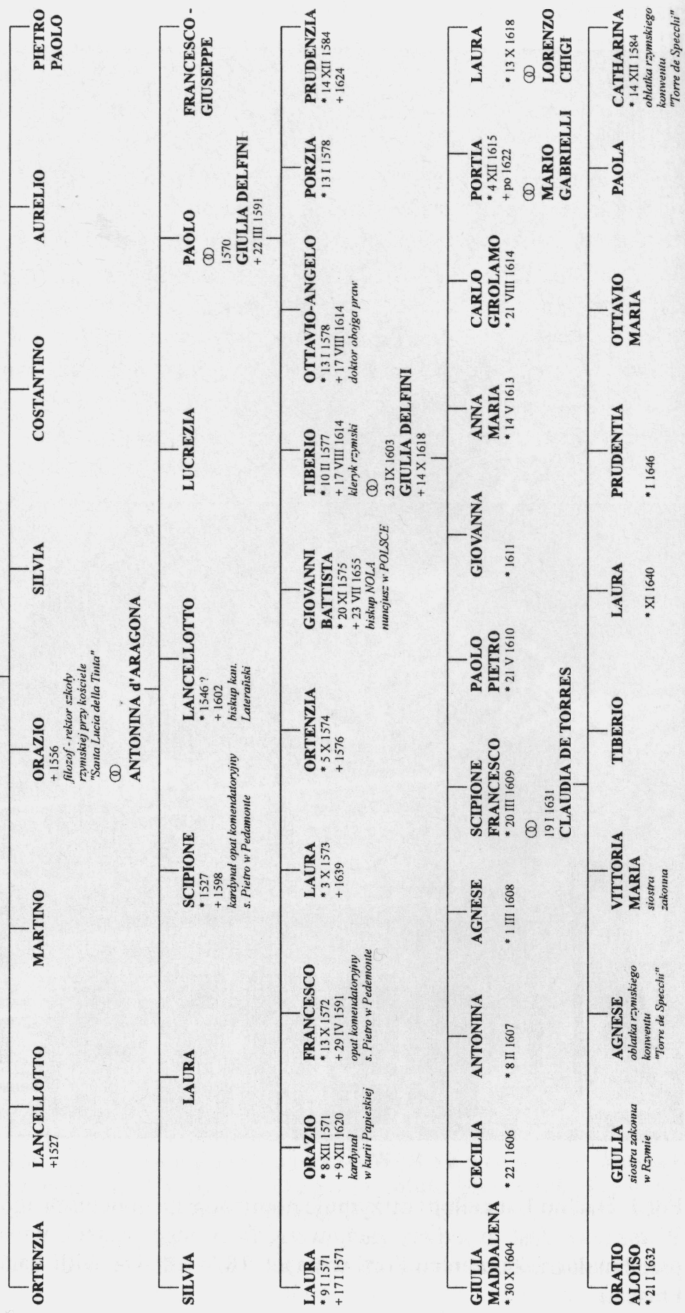 ORTENZIA
LANCELLOTTO
+1527
MARTINO
ORAZIO
+ 1556
filozof - rektor szkoły
rzymskiej przy kościele
"Santa Lucia della Tinta"
ANTONINA d'ARAGONA
SILVIA
COSTANTINO
AURELIO
PIETRO
PAOLO
SILVIA
LAURA
SCIPIONE
* 1527
+ 1598
kardynał opat komendatoryjny
s. Pietro w Pedamonte
LANCELLOTTO
* 1546 ?
+ 1602
biskup kan.
Laterański
LUCREZIA
PAOLO
1570
GIULIA DELFINI
+ 22 III 1591
FRANCESCO -
GIUSEPPE
LAURA
* 9 I 1571
+ 17 I 1571
ORAZIO
* 8 XII 1571
+ 9 XII 1620
kardynał
w kurii Papieskiej
FRANCESCO
* 13 X 1572
+ 29 IV 1591
opat komendatoryjny
s. Pietro w Pedemonte
LAURA
* 3 X 1573
+ 1639
ORTENZIA
* 5 X 1574
+ 1576
GIOVANNI
BATTISTA
* 20 XI 1575
+ 23 VII 1655
biskup NOLA
nuncjusz w POLSCE
TIBERIO
* 10 II 1577
+ 17 VIII 1614
kleryk rzymski
23 IX 1603
GIULIA DELFINI
+ 14 X 1618
OTTAVIO-ANGELO
* 13 I 1578
+ 17 VIII 1614
doktor obojga praw
PORZIA
* 13 I 1578
PRUDENZIA
* 14 XII 1584
+ 1624
GIULIA
MADDALENA
* 30 X 1604
CECILIA
* 22 I 1606
ANTONINA
* 8 II 1607
AGNESE
* 1 III 1608
SCIPIONE
FRANCESCO
* 20 III 1609
19 I 1631
CLAUDIA DE TORRES
PAOLO
PIETRO
* 21 V 1610
GIOVANNA
* 1611
ANNA
MARIA
* 14 V 1613
CARLO
GIROLAMO
* 21 VIII 1614
PORTIA
* 4 XII 1615
+ po 1622
MARIO
GABRIELLI
LAURA
* 13 X 1618
LORENZO
CHIGI
ORATIO
ALOISO
* 21 I 1632
GIULIA
siostra zakonna
w Rzymie
AGNESE
oblatka rzymskiego
konwentu
"Torre de Specchi"
VITTORIA
MARIA
siostra
zakonna
TIBERIO
LAURA
* XI 1640
PRUDENTIA
* I 1646
OTTAVIO
MARIA
PAOLA
CATHARINA
* 14 XII 1584
oblatka rzymskiego
konwentu
"Torre de Specchi"